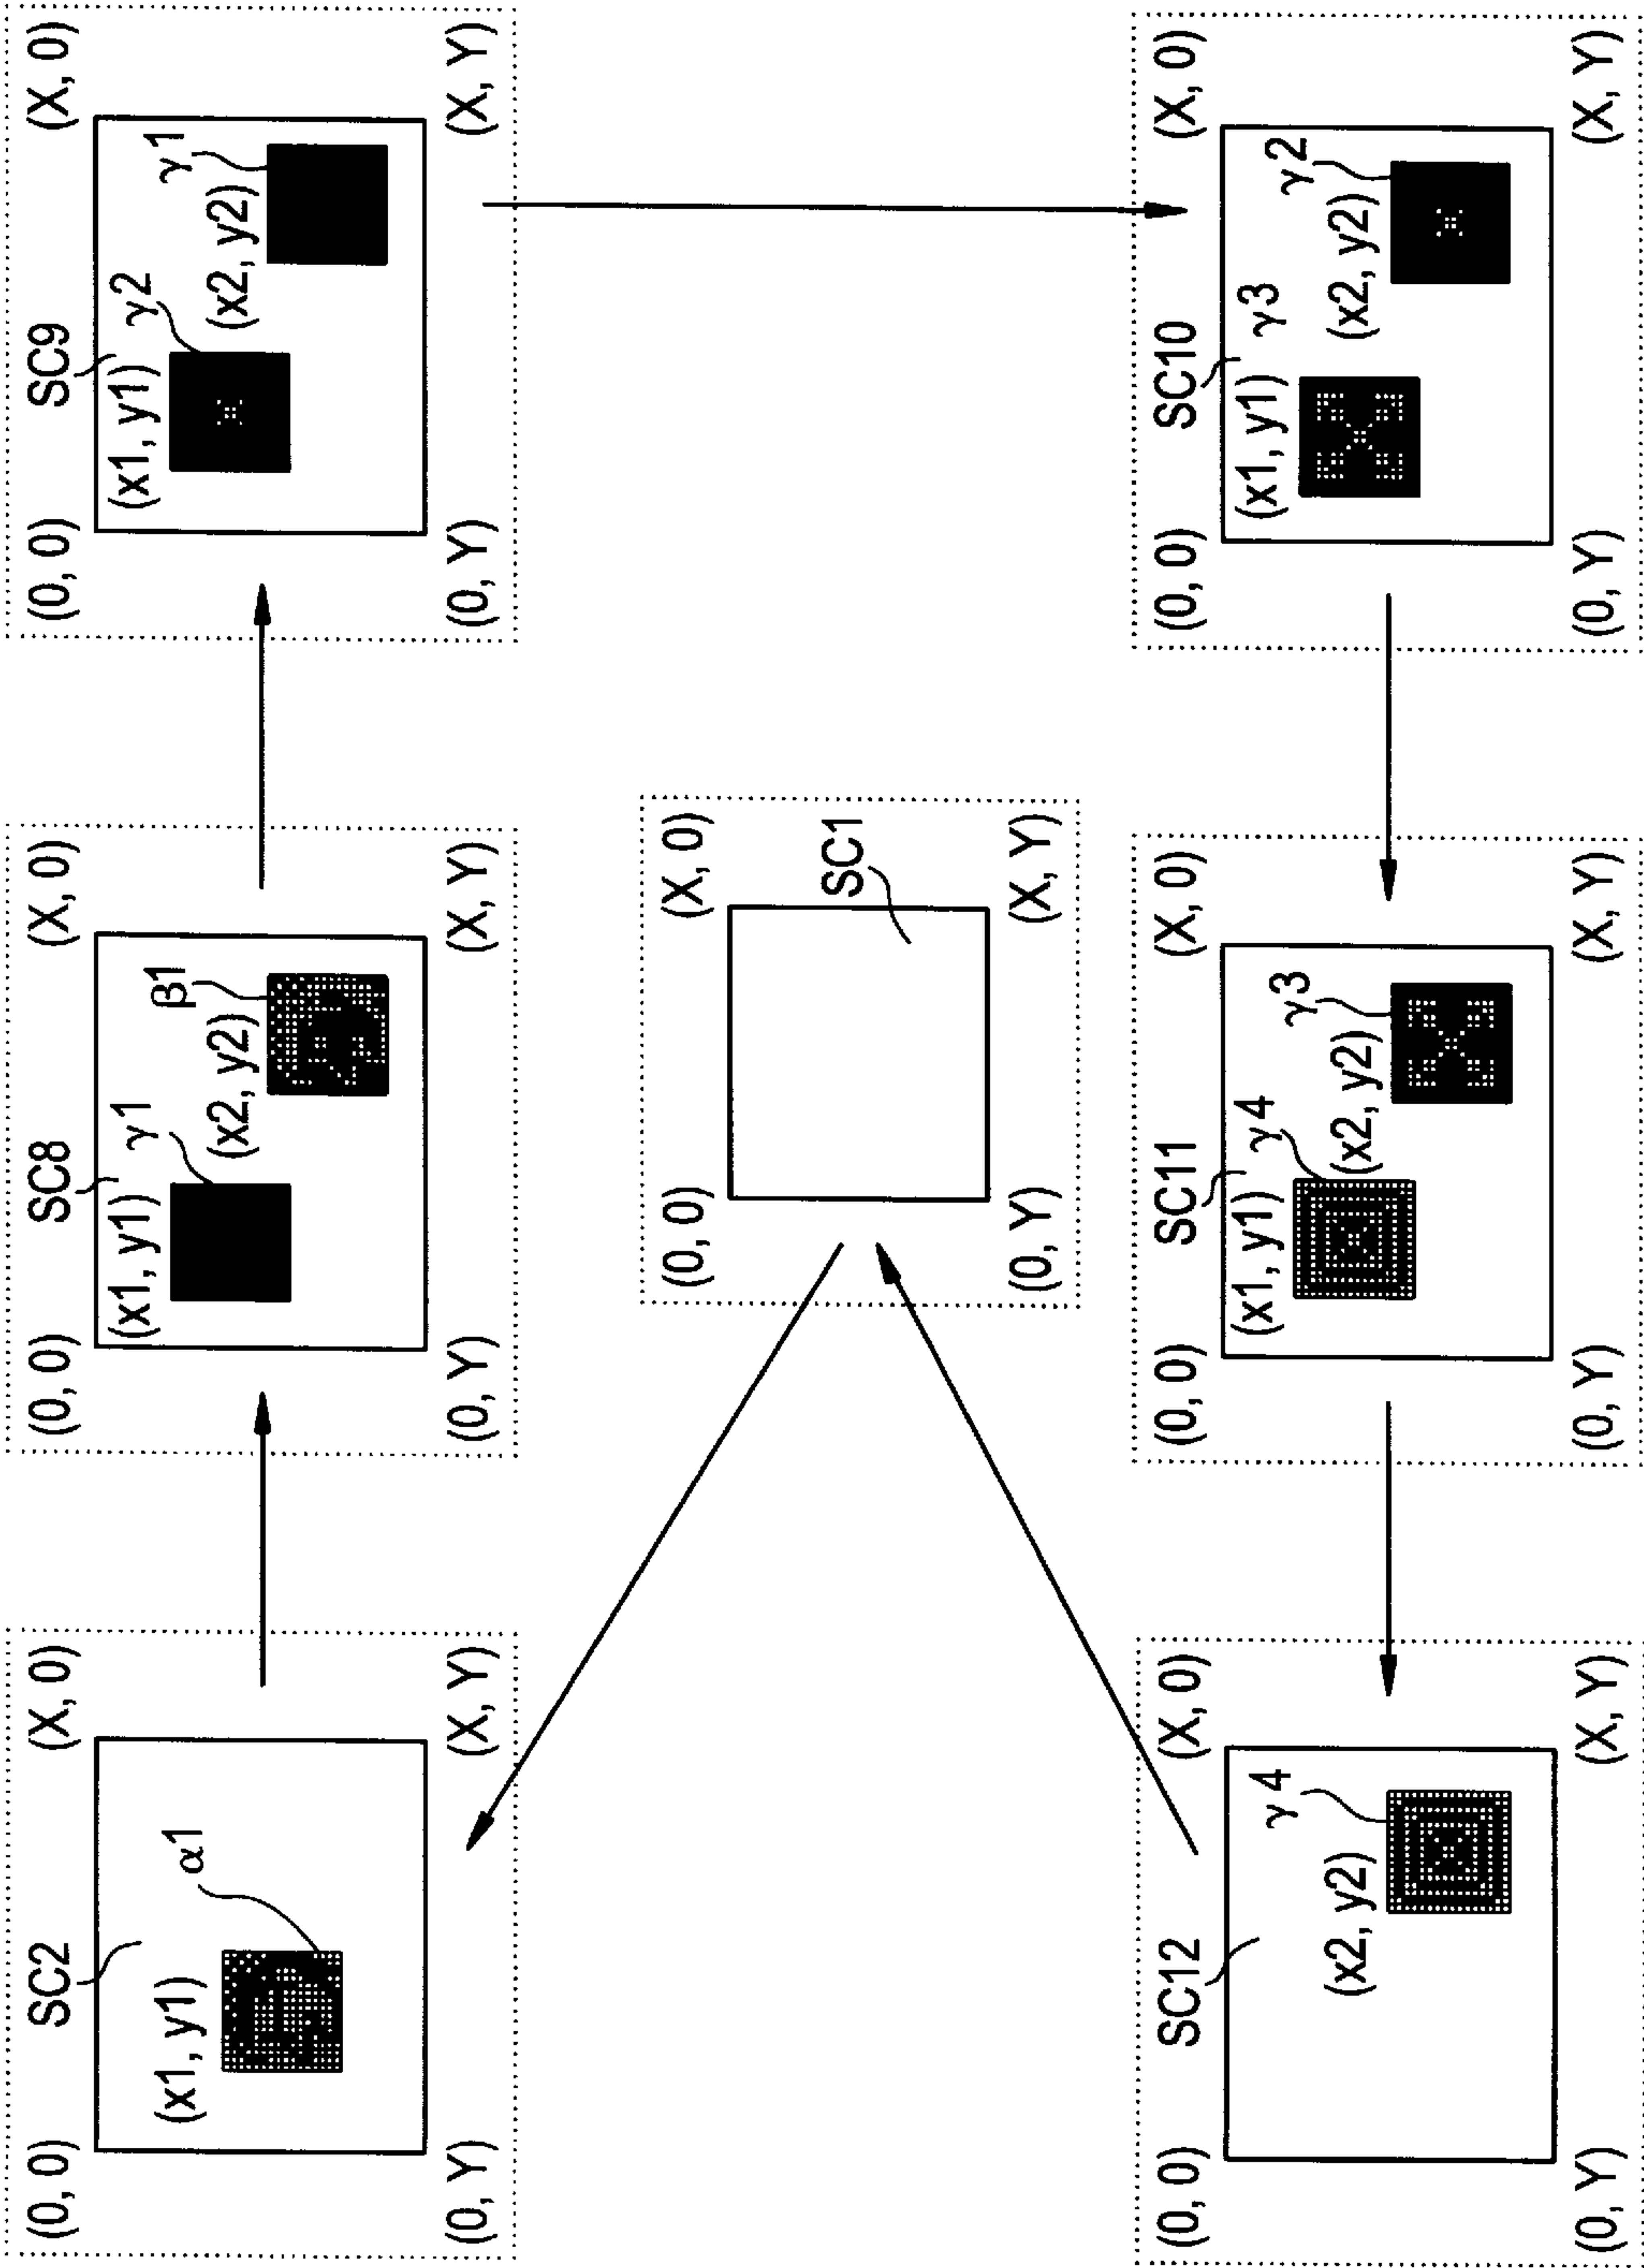 SC2
(0, 0)
(X, 0)
(x1, y1)
α1
(0, Y)
(X, Y)
SC8
(0, 0)
(X, 0)
(x1, y1)
γ1
β1
(x2, y2)
(0, Y)
(X, Y)
SC9
(0, 0)
(X, 0)
(x1, y1)
γ2
γ1
(x2, y2)
(0, Y)
(X, Y)
(0, 0)
(X, 0)
SC1
(0, Y)
(X, Y)
SC12
(0, 0)
(X, 0)
γ4
(x2, y2)
(0, Y)
(X, Y)
SC11
(0, 0)
(X, 0)
(x1, y1)
γ4
γ3
(x2, y2)
(0, Y)
(X, Y)
SC10
(0, 0)
(X, 0)
(x1, y1)
γ3
γ2
(x2, y2)
(0, Y)
(X, Y)